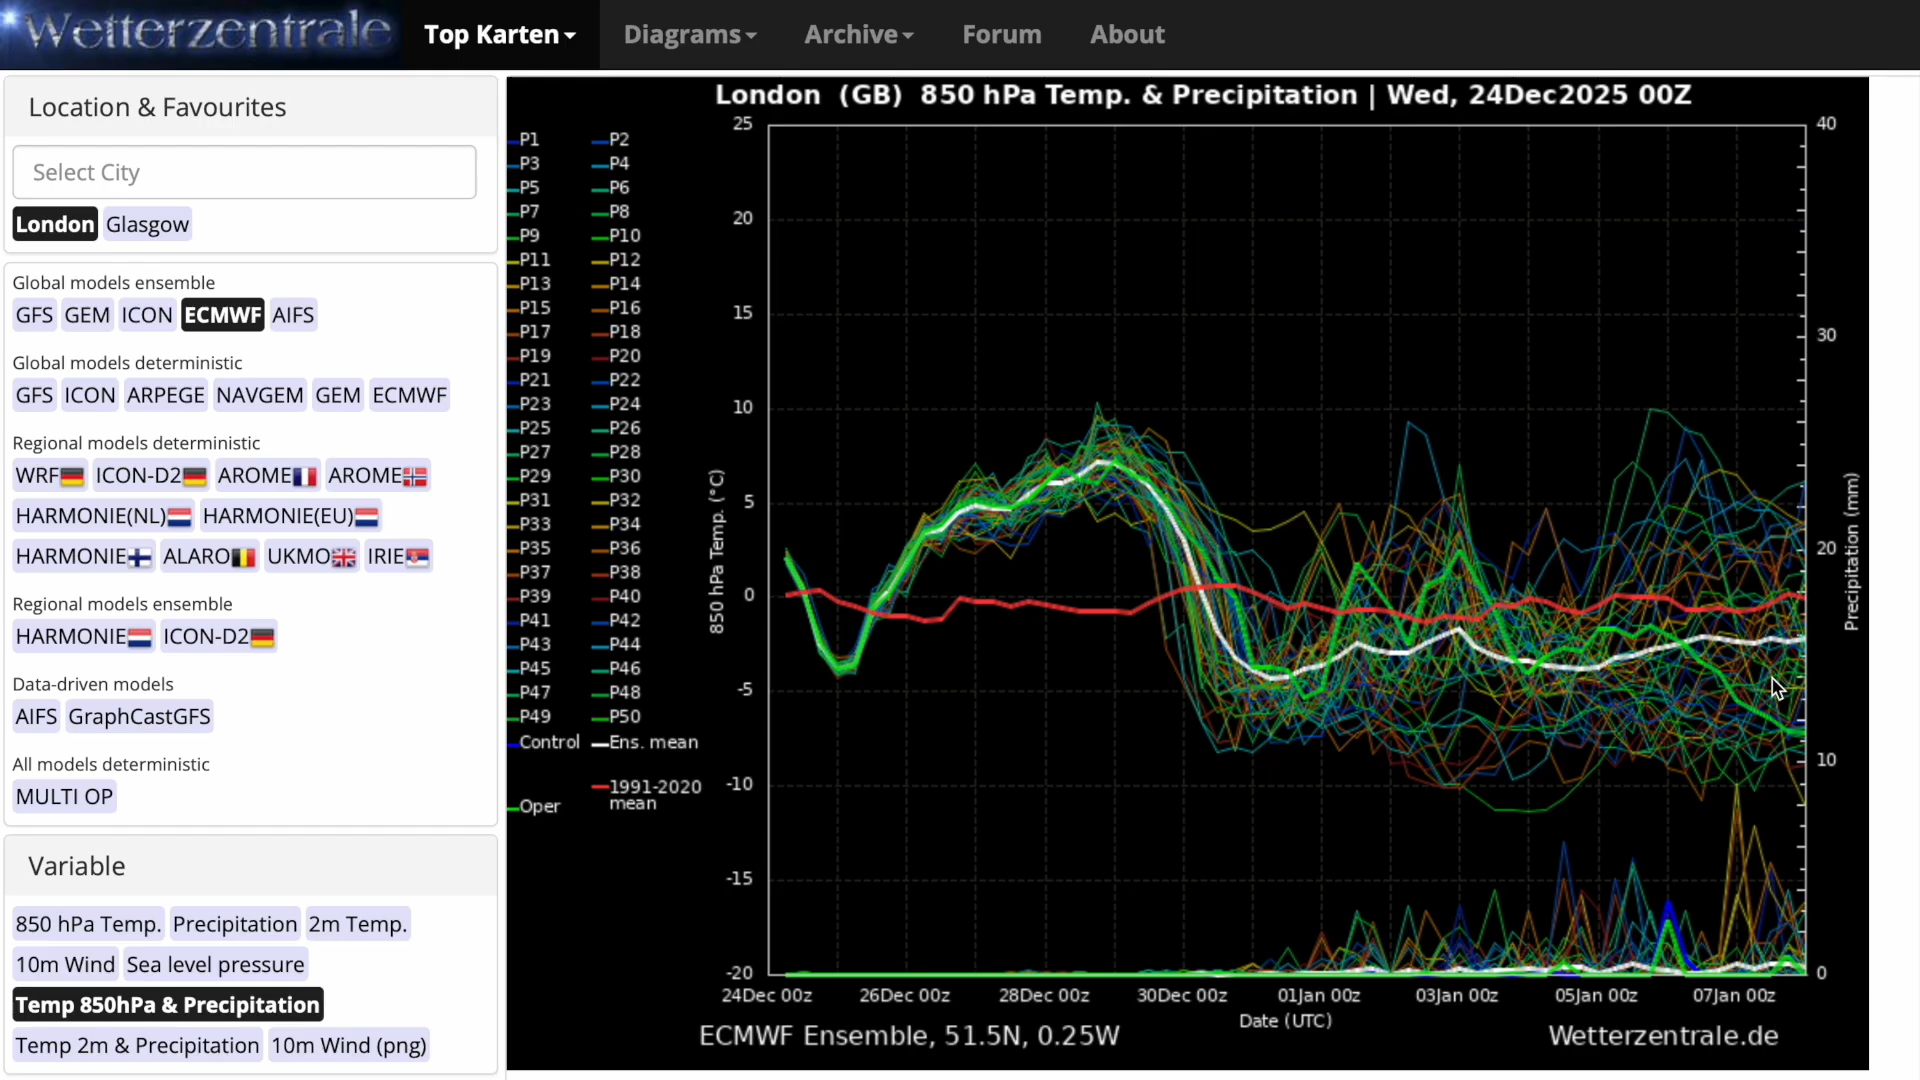 Wetterzentrale
Top Karten
Diagrams
Archive
Forum
About
Location & Favourites
Select City
London
Glasgow
Global models ensemble
GFS GEM ICON ECMWF AIFS
Global models deterministic
GFS ICON ARPEGE NAVGEM GEM ECMWF
Regional models deterministic
WRF ICON-D2 AROME AROME
HARMONIE(NL) HARMONIE(EU)
HARMONIE ALARO UKMO IRIE
Regional models ensemble
HARMONIE ICON-D2
Data-driven models
AIFS GraphCastGFS
All models deterministic
MULTI OP
Variable
850 hPa Temp. Precipitation 2m Temp.
10m Wind Sea level pressure
Temp 850hPa & Precipitation
Temp 2m & Precipitation 10m Wind (png)
London (GB) 850 hPa Temp. & Precipitation | Wed, 24Dec2025 00Z
P1 P2
P3 P4
P5 P6
P7 P8
P9 P10
P11 P12
P13 P14
P15 P16
P17 P18
P19 P20
P21 P22
P23 P24
P25 P26
P27 P28
P29 P30
P31 P32
P33 P34
P35 P36
P37 P38
P39 P40
P41 P42
P43 P44
P45 P46
P47 P48
P49 P50
Control Ens. mean
Oper 1991-2020
mean
850 hPa Temp. (°C)
25
20
15
10
5
0
-5
-10
-15
-20
40
30
20
10
0
Precipitation (mm)
24Dec 00z 26Dec 00z 28Dec 00z 30Dec 00z 01Jan 00z 03Jan 00z 05Jan 00z 07Jan 00z
Date (UTC)
ECMWF Ensemble, 51.5N, 0.25W
Wetterzentrale.de